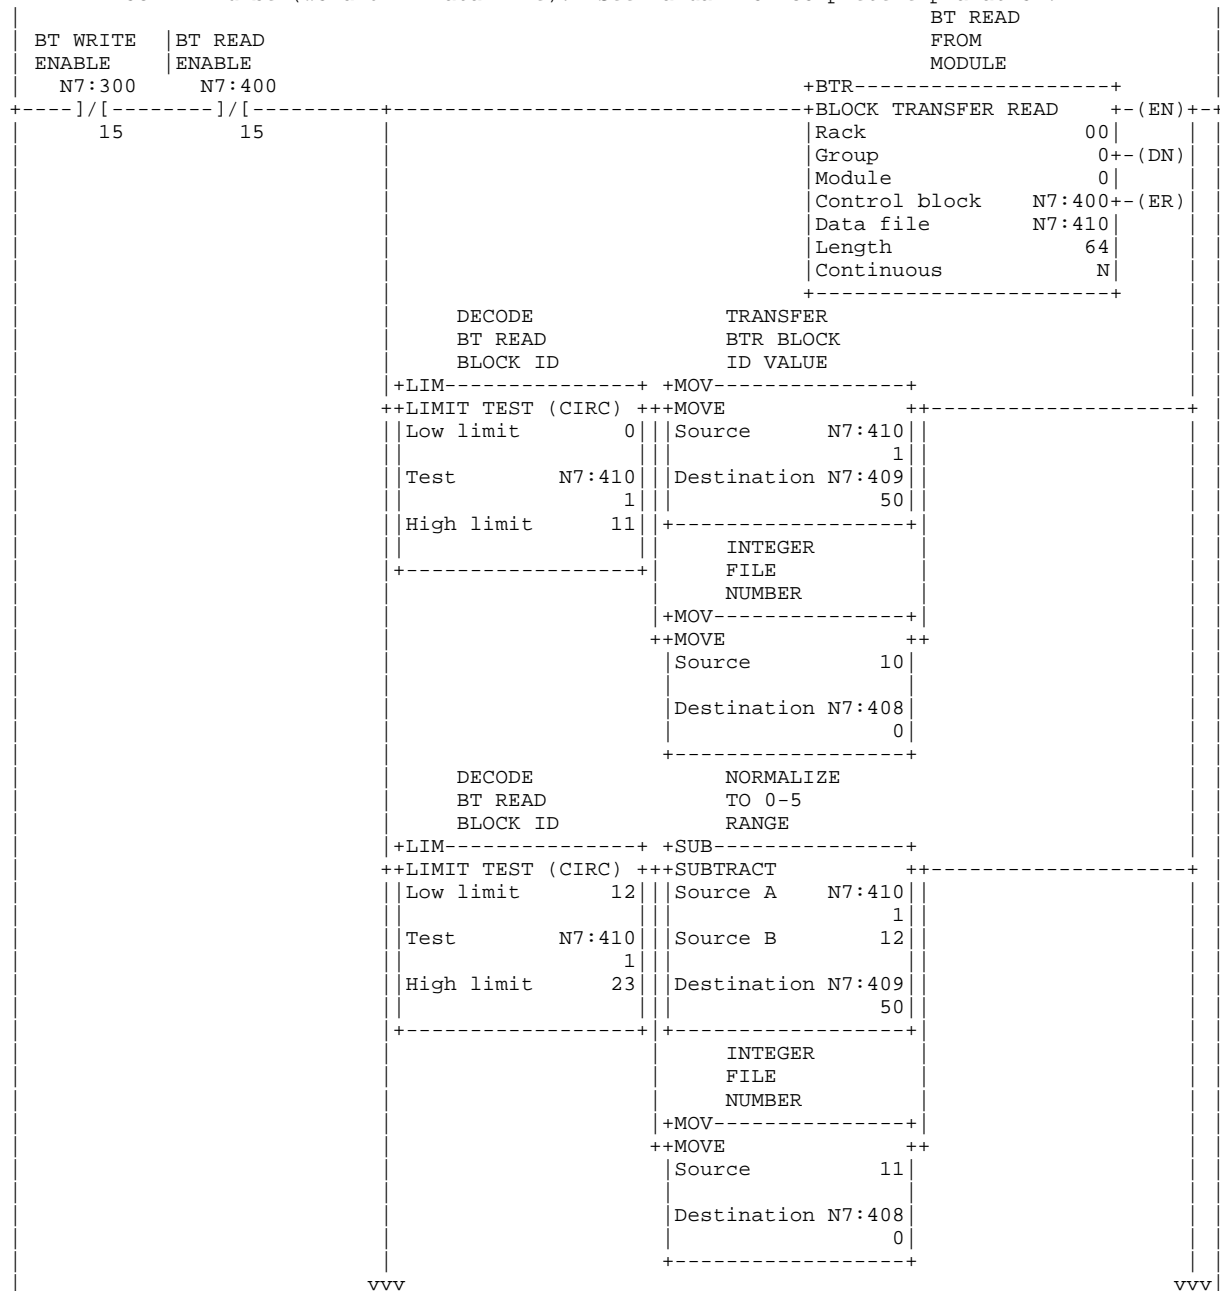 BT READ
BT WRITE |BT READ FROM
ENABLE |ENABLE MODULE
N7:300 N7:400 +BTR--------------------+
+----]/[--------]/[----------+--------------------------------+BLOCK TRANSFER READ +-(EN)+-+
15 15 |Rack 00|
|Group 0+-(DN)|
|Module 0|
|Control block N7:400+-(ER)|
|Data file N7:410|
|Length 64|
|Continuous N|
+-----------------------+
DECODE TRANSFER
BT READ BTR BLOCK
BLOCK ID ID VALUE
|+LIM---------------+ +MOV---------------+
++LIMIT TEST (CIRC) +++MOVE ++--------------------+
||Low limit 0|||Source N7:410||
|| ||| 1||
||Test N7:410|||Destination N7:409||
|| 1||| 50||
||High limit 11||+------------------+|
|| || INTEGER |
|+------------------+| FILE |
| NUMBER |
|+MOV---------------+|
++MOVE ++
|Source 10|
| |
|Destination N7:408|
| 0|
+------------------+
DECODE NORMALIZE
BT READ TO 0-5
BLOCK ID RANGE
|+LIM---------------+ +SUB---------------+
++LIMIT TEST (CIRC) +++SUBTRACT ++--------------------+
||Low limit 12|||Source A N7:410||
|| ||| 1||
||Test N7:410|||Source B 12||
|| 1||| ||
||High limit 23|||Destination N7:409||
|| ||| 50||
|+------------------+|+------------------+|
| INTEGER |
| FILE |
| NUMBER |
|+MOV---------------+|
++MOVE ++
|Source 11|
| |
|Destination N7:408|
| 0|
+------------------+
vvv vvv